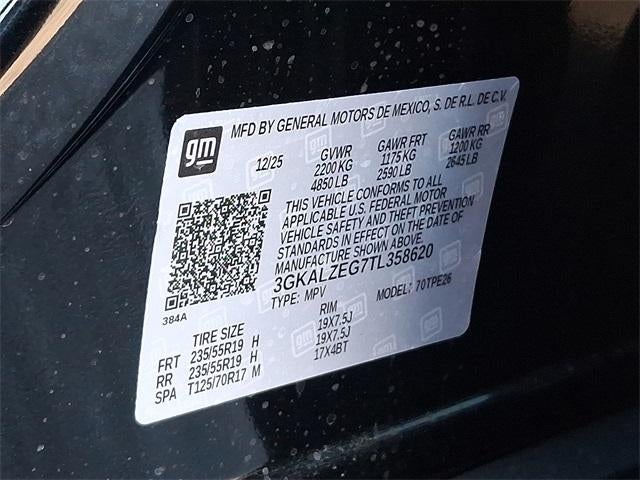 gm MFD BY GENERAL MOTORS DE MEXICO, S. DE R.L. DE C.V.
12/25 GVWR GAWR FRT GAWR RR
2200 KG 1175 KG 1200 KG
4850 LB 2590 LB 2645 LB
THIS VEHICLE CONFORMS TO ALL
APPLICABLE U.S. FEDERAL MOTOR
VEHICLE SAFETY AND THEFT PREVENTION
STANDARDS IN EFFECT ON THE DATE OF
MANUFACTURE SHOWN ABOVE.
3GKALZEG7TL358620
TYPE: MPV MODEL: 70TPE26
384A
TIRE SIZE RIM
FRT 235/55R19 H 19X7.5J
RR 235/55R19 H 19X7.5J
SPA T125/70R17 M 17X4BT